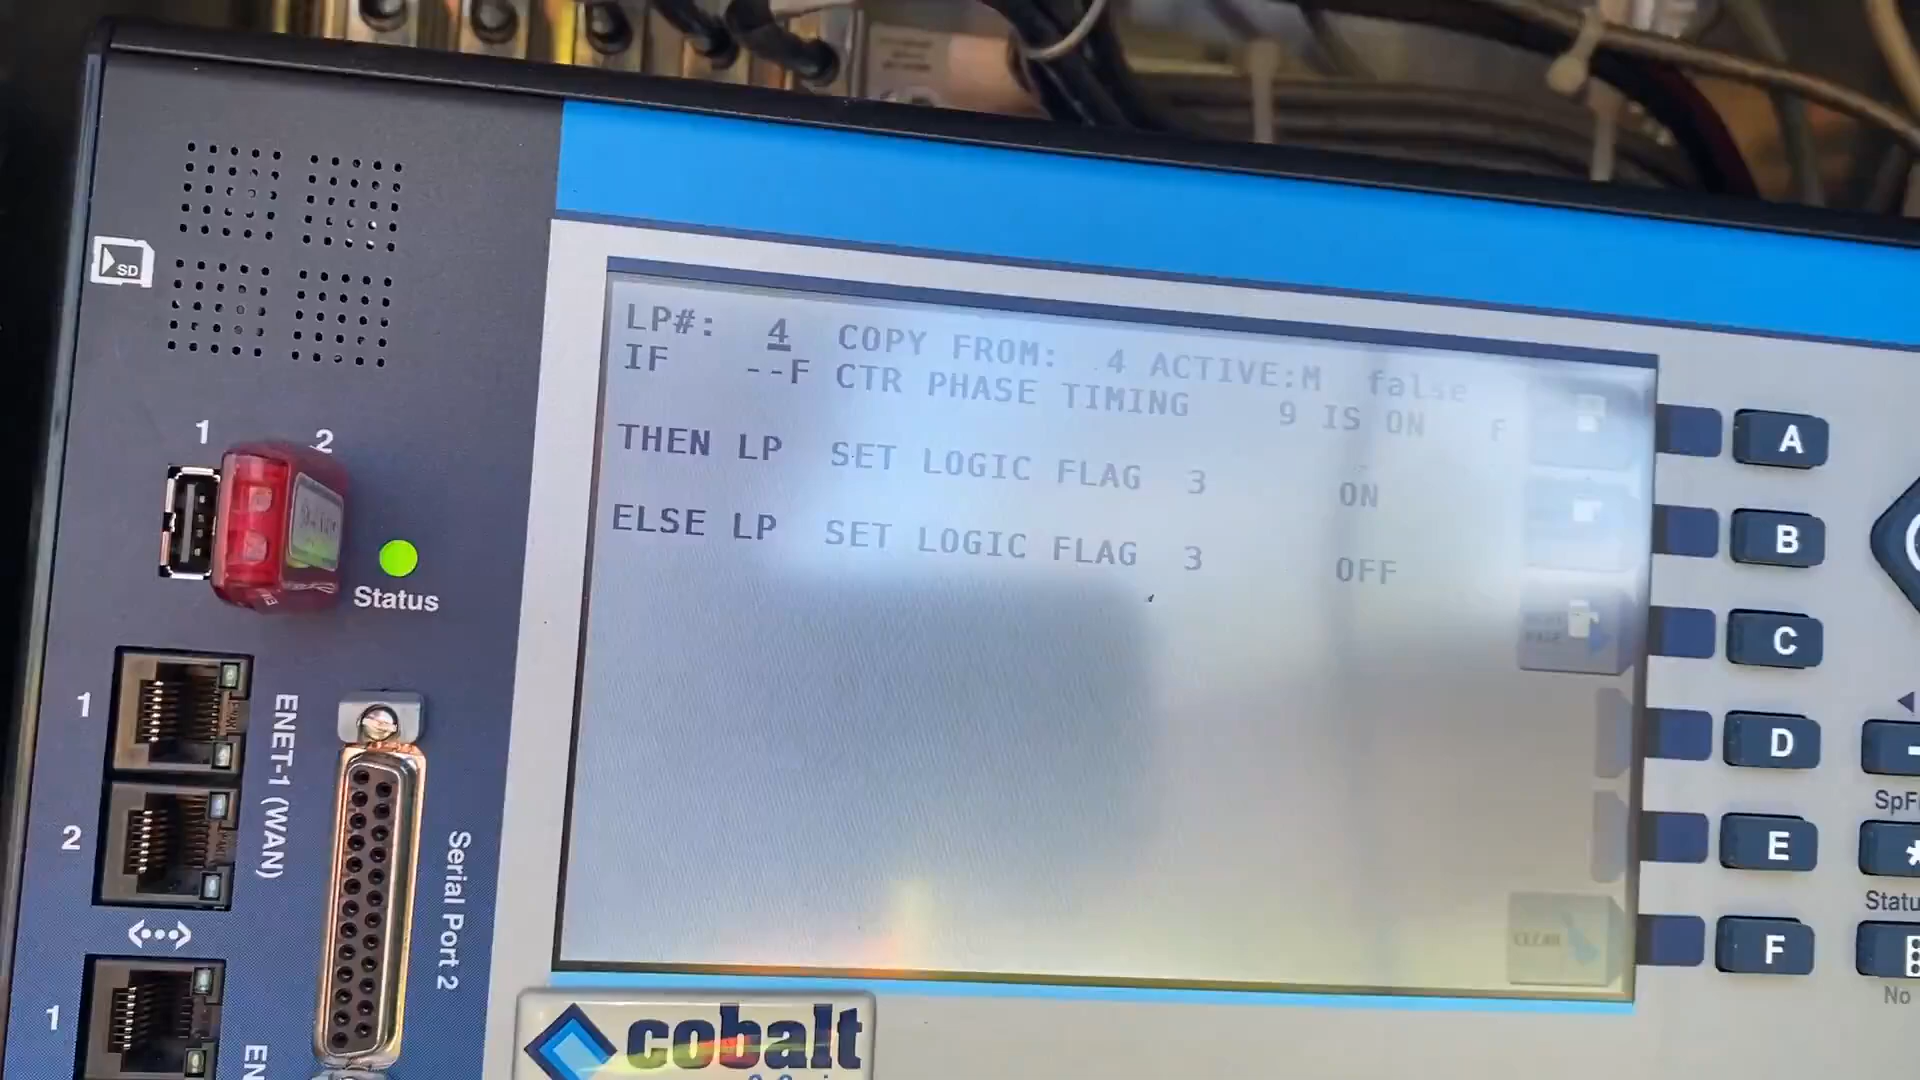 SD
LP#: 4 COPY FROM: 4 ACTIVE:M false
IF --F CTR PHASE TIMING 9 IS ON F
THEN LP SET LOGIC FLAG 3 ON
ELSE LP SET LOGIC FLAG 3 OFF
CLEAR
A
B
C
D
E
F
1
2
Status
1
2
ENET-1 (WAN)
Serial Port 2
1
EN
cobalt
SpF
Statu
No